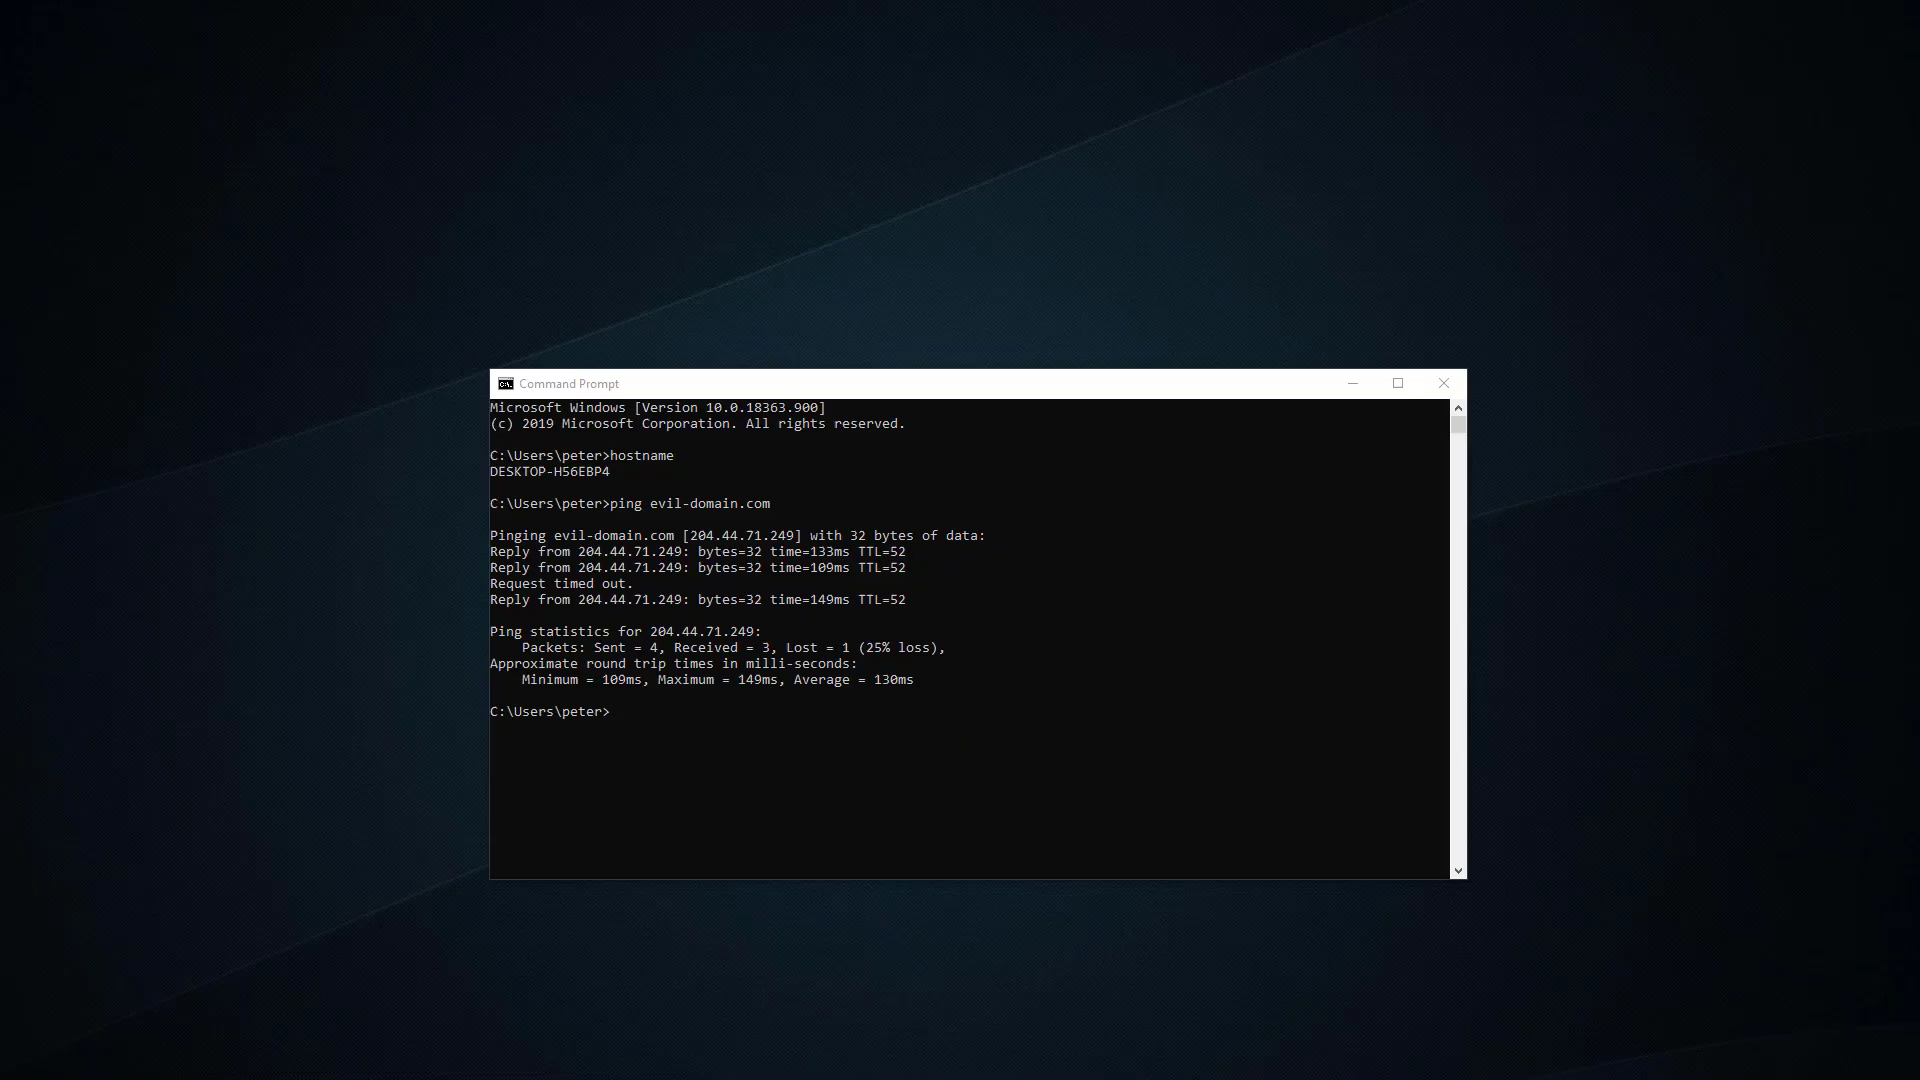 Command Prompt
Microsoft Windows [Version 10.0.18363.900]
(c) 2019 Microsoft Corporation. All rights reserved.
C:\Users\peter>hostname
DESKTOP-H56EBP4
C:\Users\peter>ping evil-domain.com
Pinging evil-domain.com [204.44.71.249] with 32 bytes of data:
Reply from 204.44.71.249: bytes=32 time=133ms TTL=52
Reply from 204.44.71.249: bytes=32 time=109ms TTL=52
Request timed out.
Reply from 204.44.71.249: bytes=32 time=149ms TTL=52
Ping statistics for 204.44.71.249:
    Packets: Sent = 4, Received = 3, Lost = 1 (25% loss),
Approximate round trip times in milli-seconds:
    Minimum = 109ms, Maximum = 149ms, Average = 130ms
C:\Users\peter>